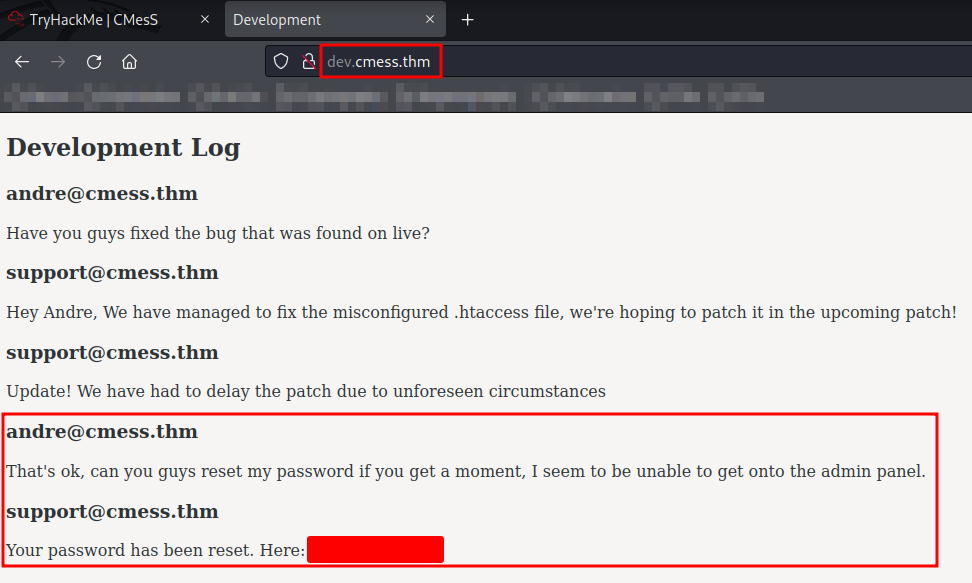 TryHackMe | CMesS
Development
dev.cmess.thm
Development Log
andre@cmess.thm
Have you guys fixed the bug that was found on live?
support@cmess.thm
Hey Andre, We have managed to fix the misconfigured .htaccess file, we're hoping to patch it in the upcoming patch!
support@cmess.thm
Update! We have had to delay the patch due to unforeseen circumstances
andre@cmess.thm
That's ok, can you guys reset my password if you get a moment, I seem to be unable to get onto the admin panel.
support@cmess.thm
Your password has been reset. Here: